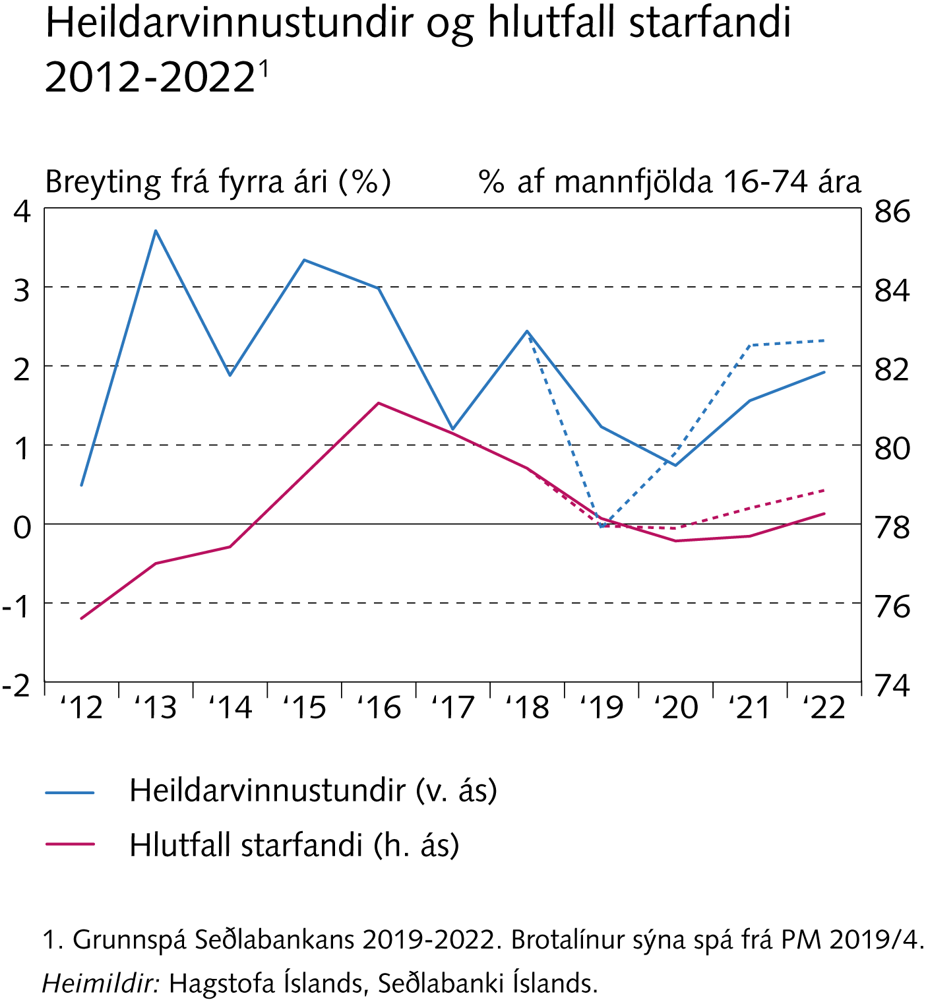 Heildarvinnustundir og hlutfall starfandi
2012-2022¹
Breyting frá fyrra ári (%)
% af mannfjölda 16-74 ára
4
3
2
1
0
-1
-2
86
84
82
80
78
76
74
‘12 ‘13 ‘14 ‘15 ‘16 ‘17 ‘18 ‘19 ‘20 ‘21 ‘22
Heildarvinnustundir (v. ás)
Hlutfall starfandi (h. ás)
1. Grunnspá Seðlabankans 2019-2022. Brotalínur sýna spá frá PM 2019/4.
Heimildir: Hagstofa Íslands, Seðlabanki Íslands.